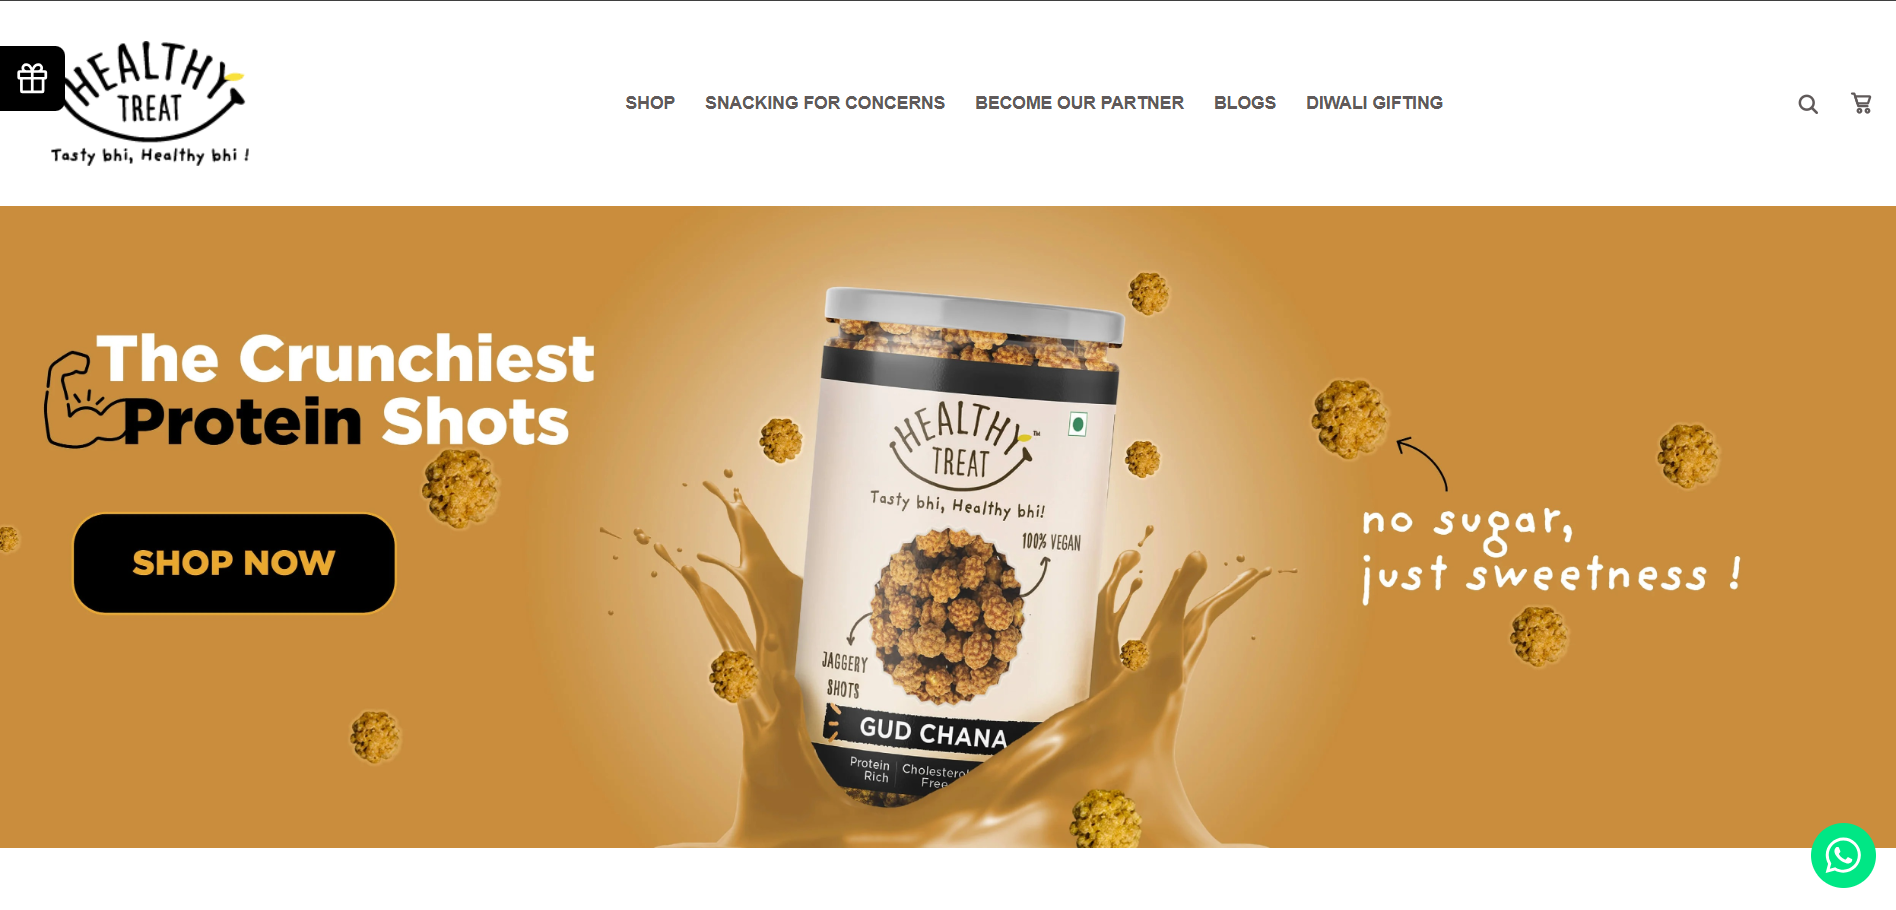 HEALTHY
TREAT
Tasty bhi, Healthy bhi !
SHOP SNACKING FOR CONCERNS BECOME OUR PARTNER BLOGS DIWALI GIFTING
The Crunchiest
Protein Shots
SHOP NOW
HEALTHY™
TREAT
Tasty bhi, Healthy bhi!
100% VEGAN
JAGGERY
SHOTS
GUD CHANA
Protein
Rich
Cholesterol
Free
no sugar,
just sweetness !